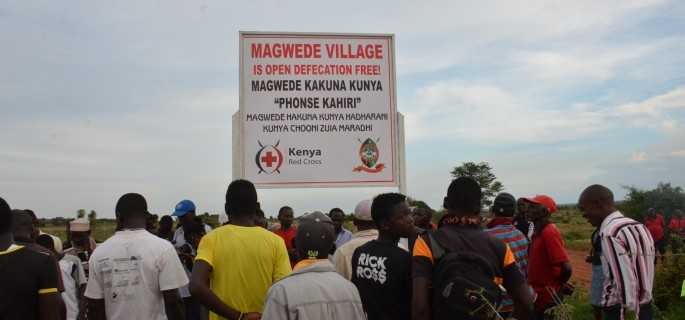 MAGWEDE VILLAGE
IS OPEN DEFECATION FREE!
MAGWEDE KAKUNA KUNYA
"PHONSE KAHIRI"
MAGWEDE HAKUNA KUNYA HADHARANI
KUNYA CHOONI ZUIA MARADHI
Kenya
Red Cross
RICK
ROSS